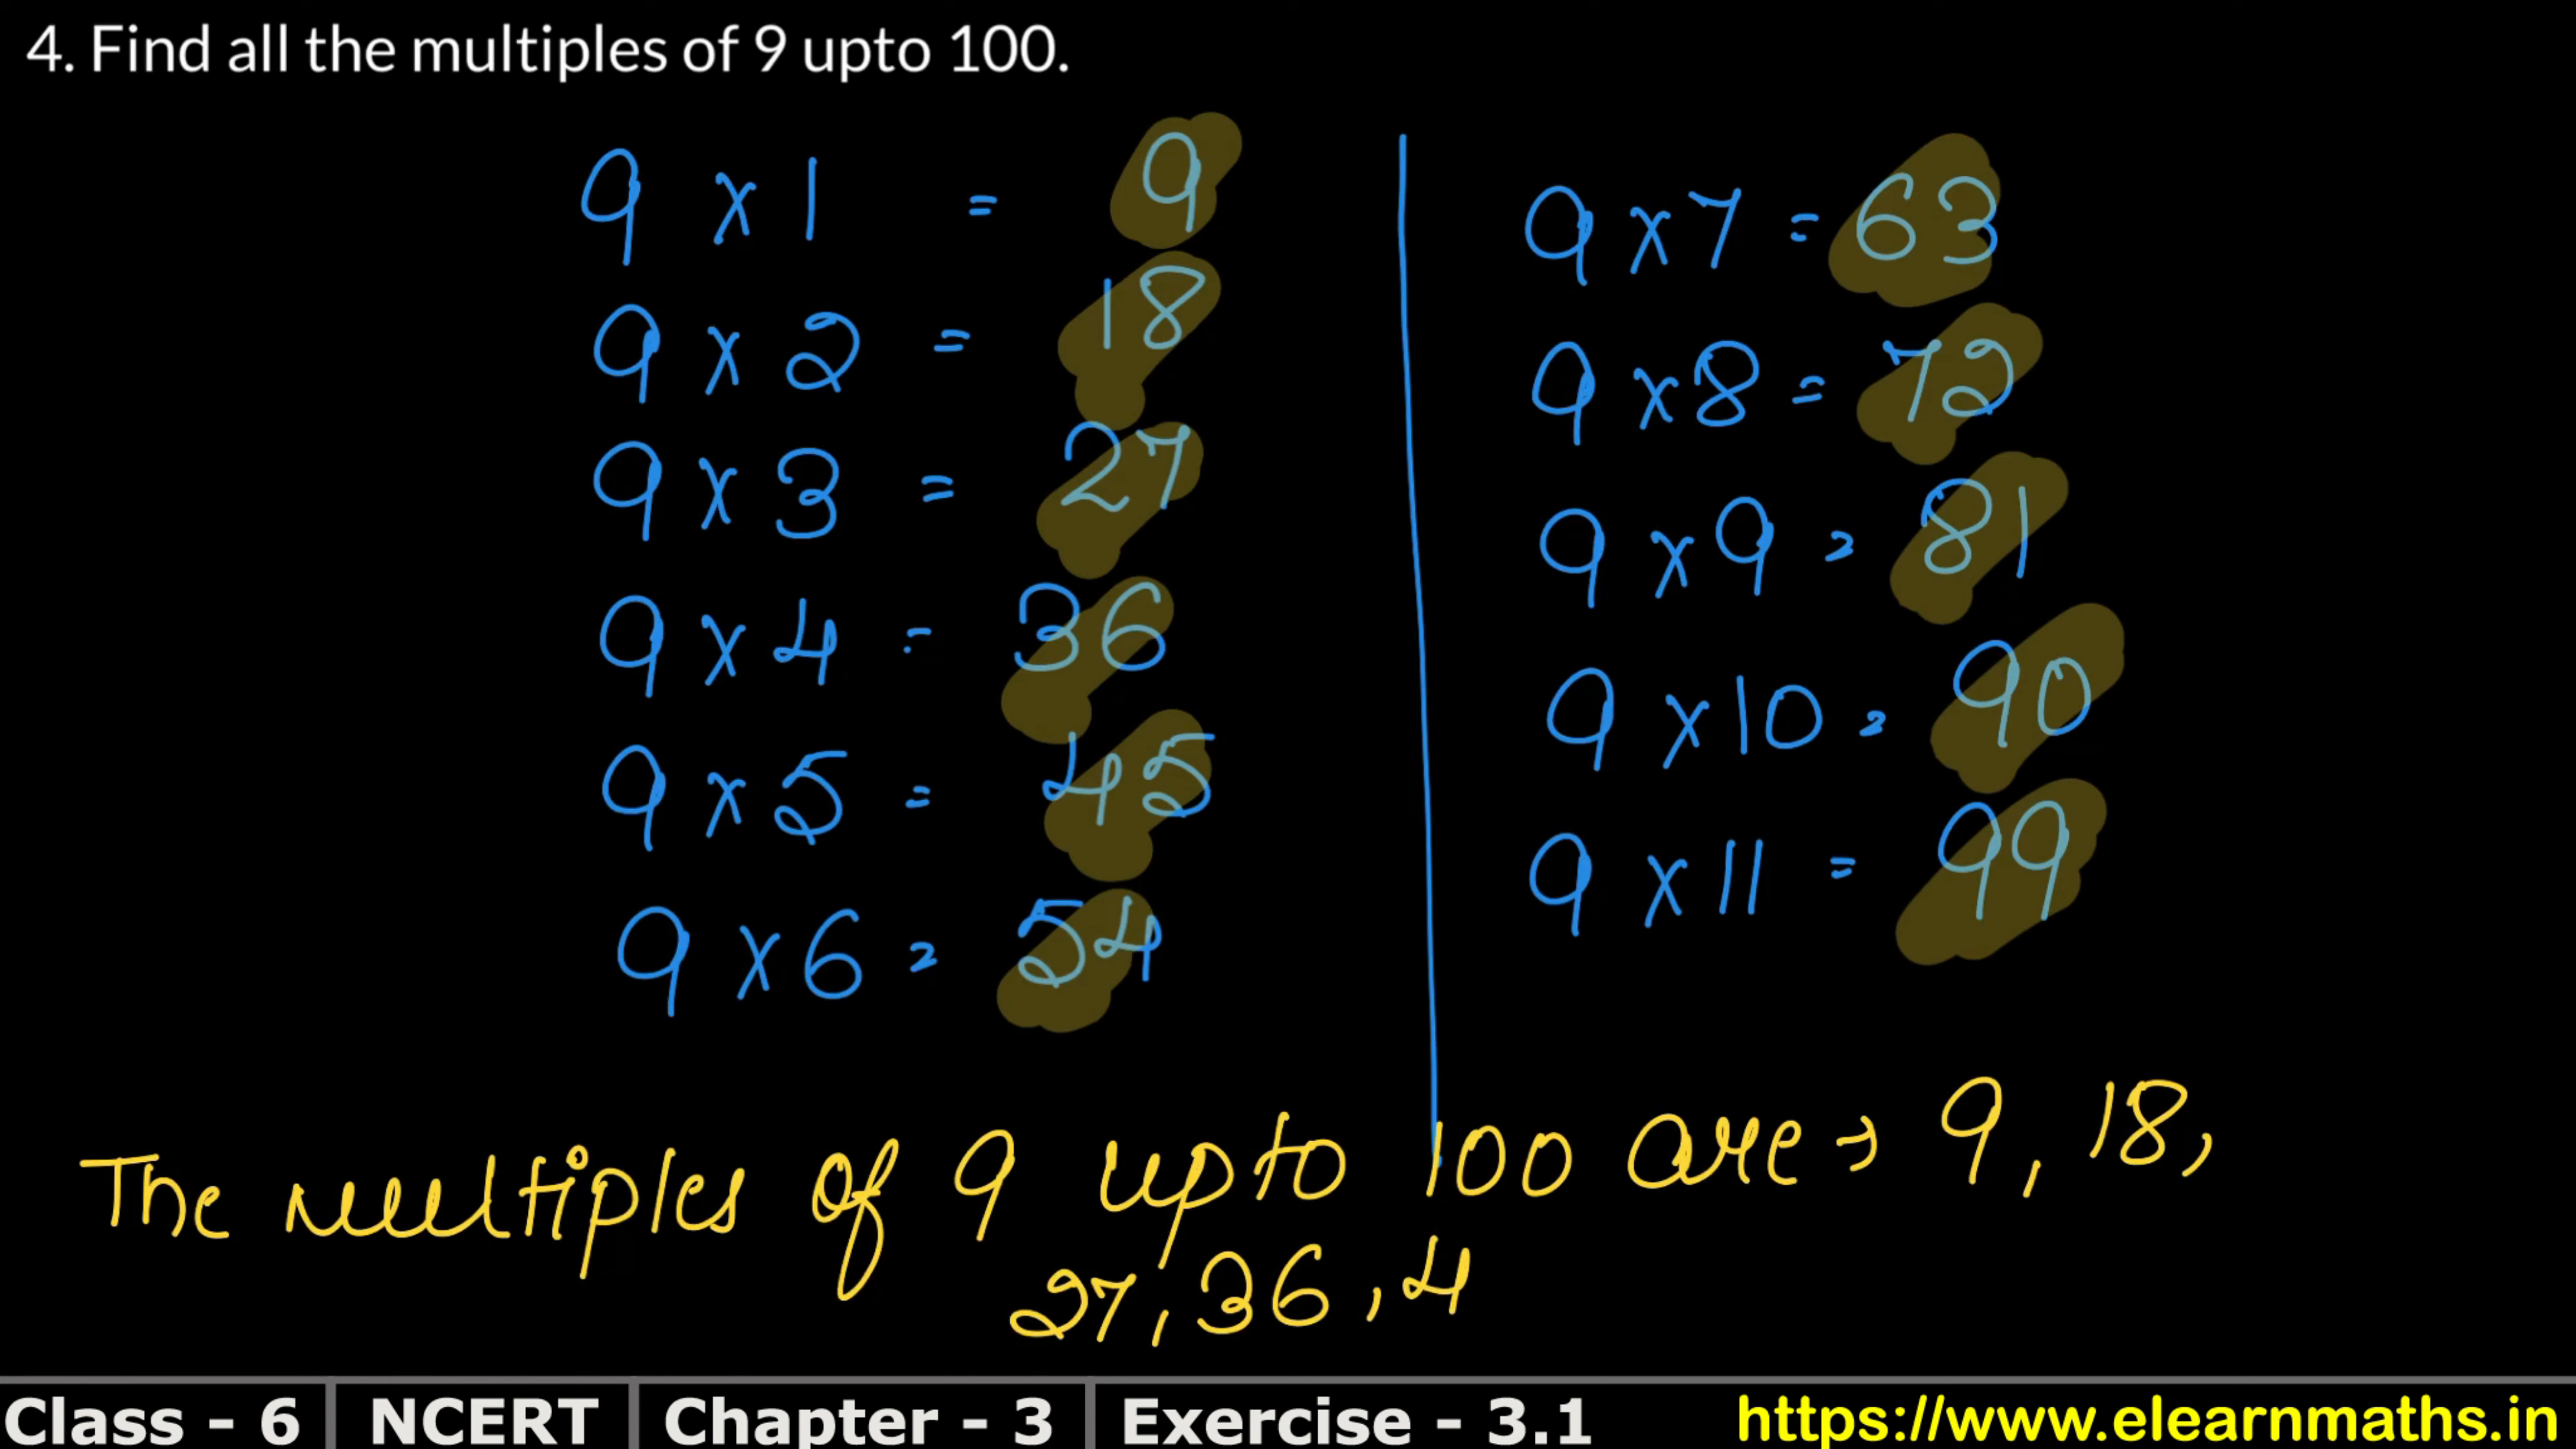 4. Find all the multiples of 9 upto 100.
9 x 1 = 9
9 x 2 = 18
9 x 3 = 27
9 x 4 = 36
9 x 5 = 45
9 x 6 = 54
9 x 7 = 63
9 x 8 = 72
9 x 9 = 81
9 x 10 = 90
9 x 11 = 99
The multiples of 9 upto 100 are → 9, 18,
27, 36, 4
Class - 6 | NCERT | Chapter - 3 | Exercise - 3.1 https://www.elearnmaths.in